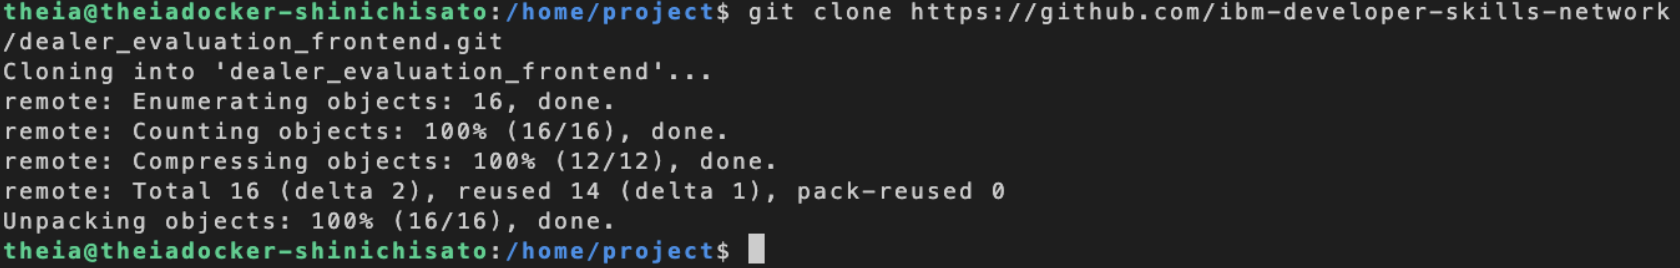 theia@theiadocker-shinichisato:/home/project$ git clone https://github.com/ibm-developer-skills-network
/dealer_evaluation_frontend.git
Cloning into 'dealer_evaluation_frontend'...
remote: Enumerating objects: 16, done.
remote: Counting objects: 100% (16/16), done.
remote: Compressing objects: 100% (12/12), done.
remote: Total 16 (delta 2), reused 14 (delta 1), pack-reused 0
Unpacking objects: 100% (16/16), done.
theia@theiadocker-shinichisato:/home/project$